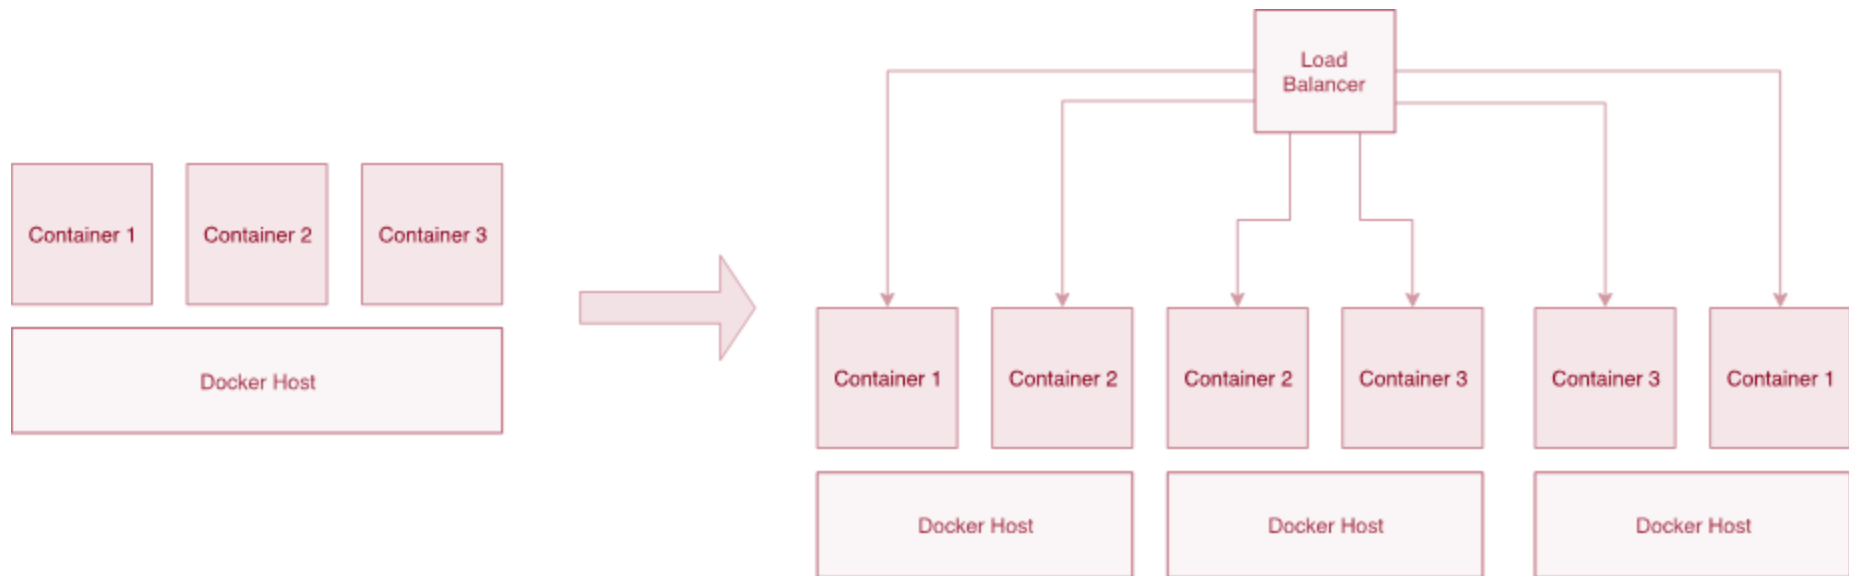 Load
Balancer
Container 1
Container 2
Container 3
Docker Host
Container 1
Container 2
Container 2
Container 3
Container 3
Container 1
Docker Host
Docker Host
Docker Host